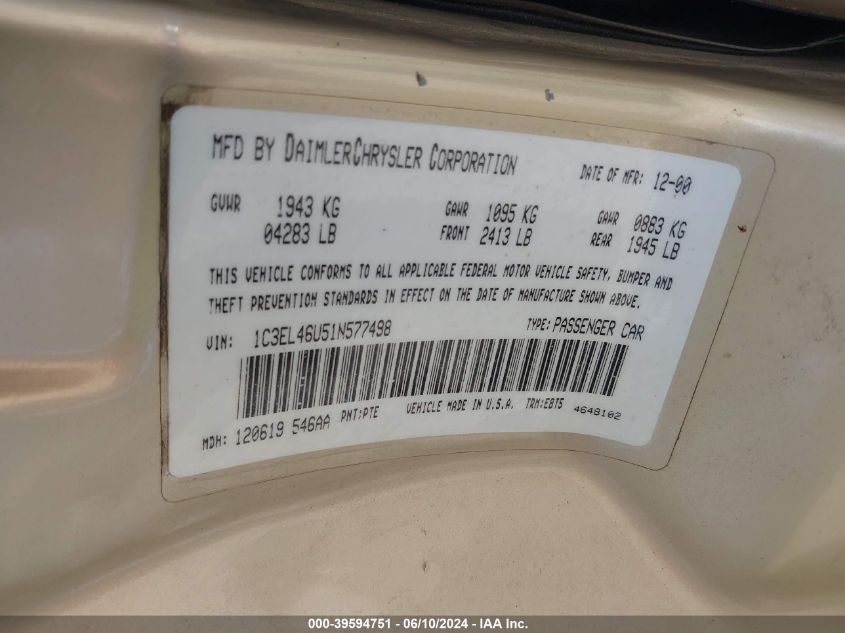 MFD BY DAIMLERCHRYSLER CORPORATION DATE OF MFR: 12-00
GVWR 1943 KG GAWR 1095 KG GAWR 0883 KG
04283 LB FRONT 2413 LB REAR 1945 LB
THIS VEHICLE CONFORMS TO ALL APPLICABLE FEDERAL MOTOR VEHICLE SAFETY, BUMPER AND
THEFT PREVENTION STANDARDS IN EFFECT ON THE DATE OF MANUFACTURE SHOWN ABOVE.
VIN: 1C3EL46U51N577498 TYPE: PASSENGER CAR
MDH: 120619 546AA PNT:PTE VEHICLE MADE IN U.S.A. TRM:E8T5 4648102
000-39594751 - 06/10/2024 - IAA Inc.